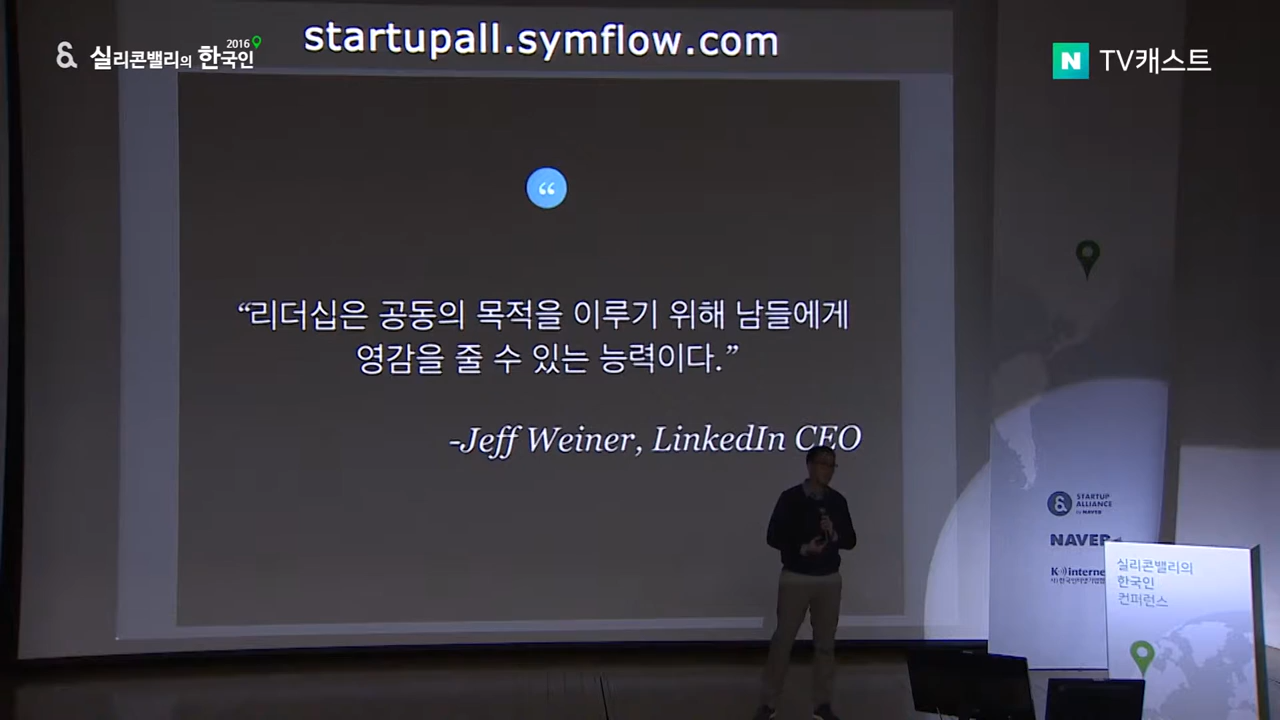 startupall.symflow.com
& 실리콘밸리의 한국인 2016
N TV캐스트
“
“리더십은 공동의 목적을 이루기 위해 남들에게
영감을 줄 수 있는 능력이다.”
-Jeff Weiner, LinkedIn CEO
& STARTUP
ALLIANCE
by NAVER
NAVER
K internet
실리콘밸리의
한국인
컨퍼런스